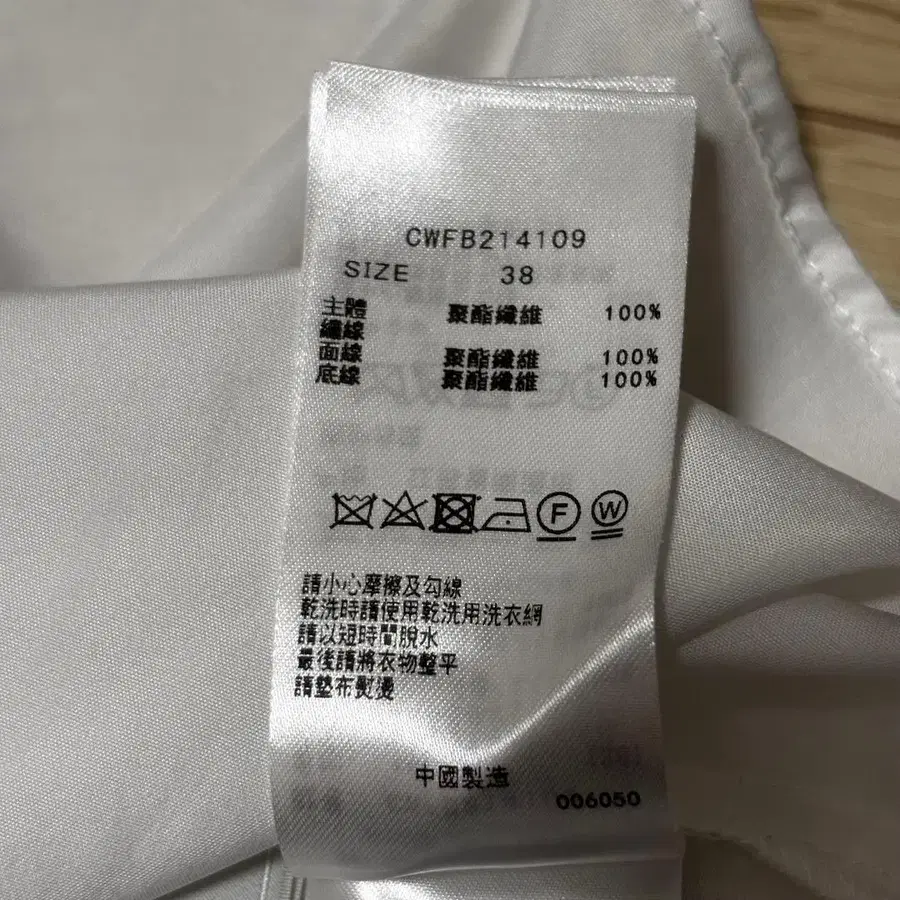 CWFB214109
SIZE 38
主體 聚酯纖維 100%
繡線
面線 聚酯纖維 100%
底線 聚酯纖維 100%
F W
請小心摩擦及勾線
乾洗時請使用乾洗用洗衣網
請以短時間脫水
最後請將衣物整平
請墊布熨燙
中國製造
006050